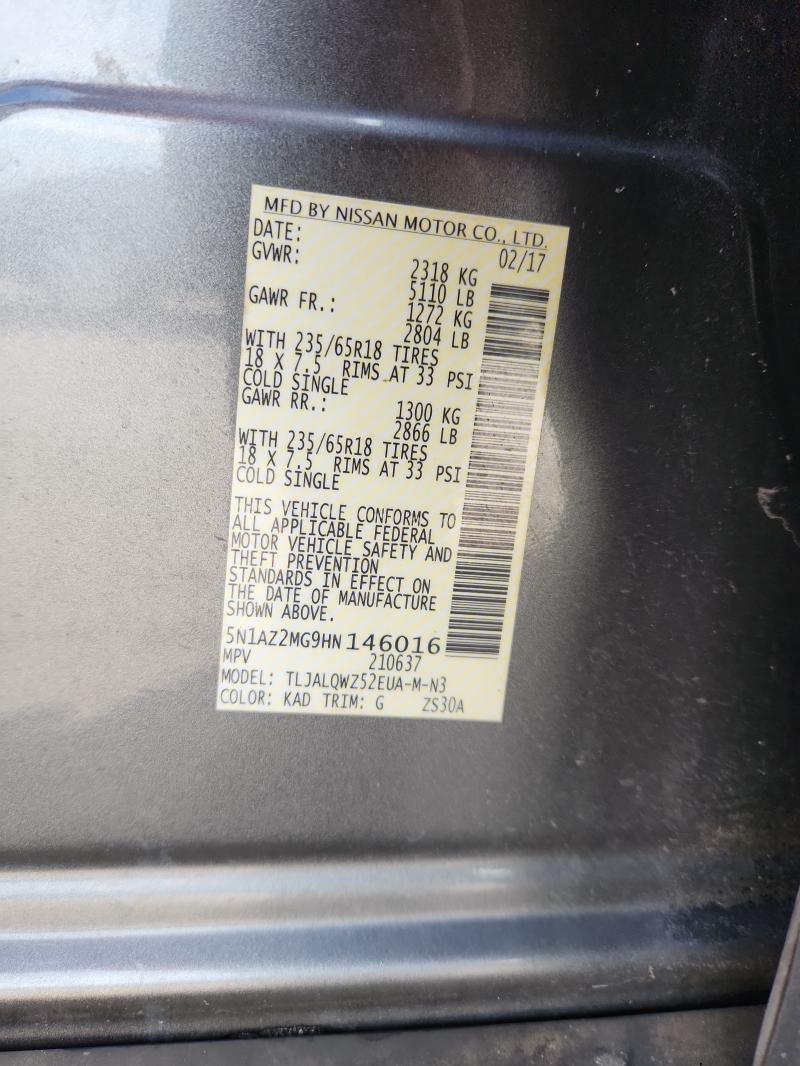 MFD BY NISSAN MOTOR CO., LTD.
DATE: 02/17
GVWR: 2318 KG
5110 LB
GAWR FR.: 1272 KG
2804 LB
WITH 235/65R18 TIRES
18 X 7.5 RIMS AT 33 PSI
COLD SINGLE
GAWR RR.: 1300 KG
2866 LB
WITH 235/65R18 TIRES
18 X 7.5 RIMS AT 33 PSI
COLD SINGLE
THIS VEHICLE CONFORMS TO
ALL APPLICABLE FEDERAL
MOTOR VEHICLE SAFETY AND
THEFT PREVENTION
STANDARDS IN EFFECT ON
THE DATE OF MANUFACTURE
SHOWN ABOVE.
5N1AZ2MG9HN146016
MPV 210637
MODEL: TLJALQWZ52EUA-M-N3
COLOR: KAD TRIM: G ZS30A